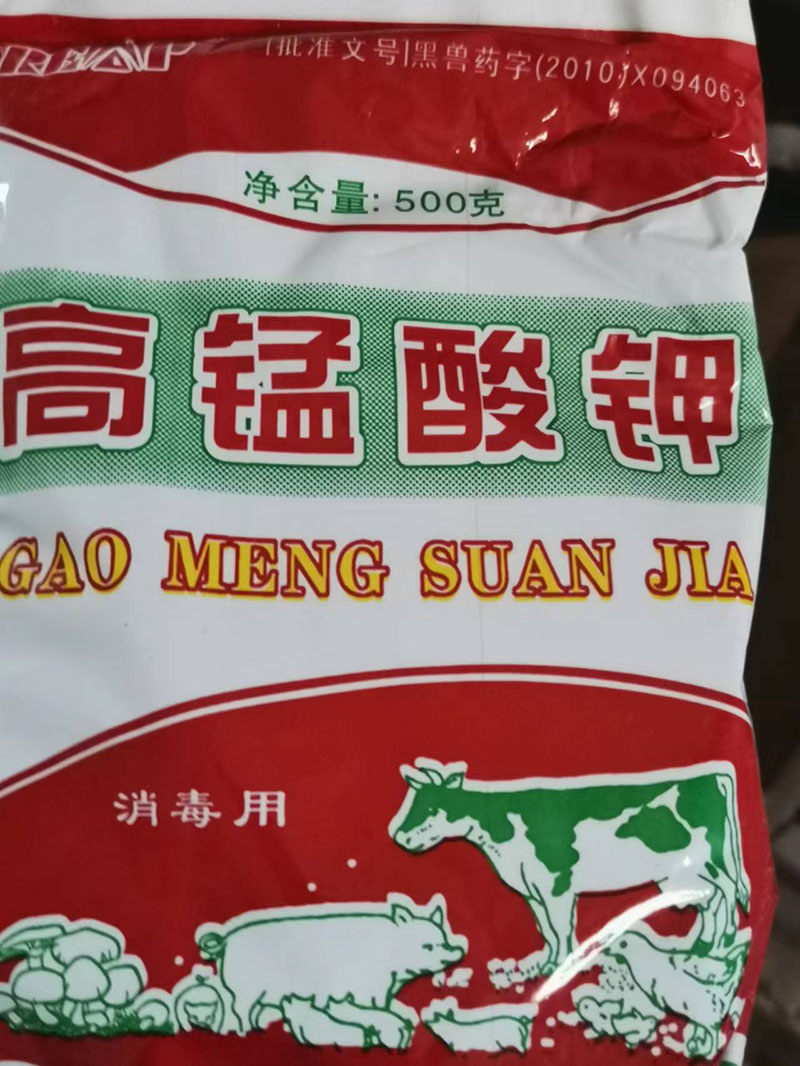 [批准文号]黑兽药字(2010)X094063
净含量: 500克
高锰酸钾
GAO MENG SUAN JIA
消毒用